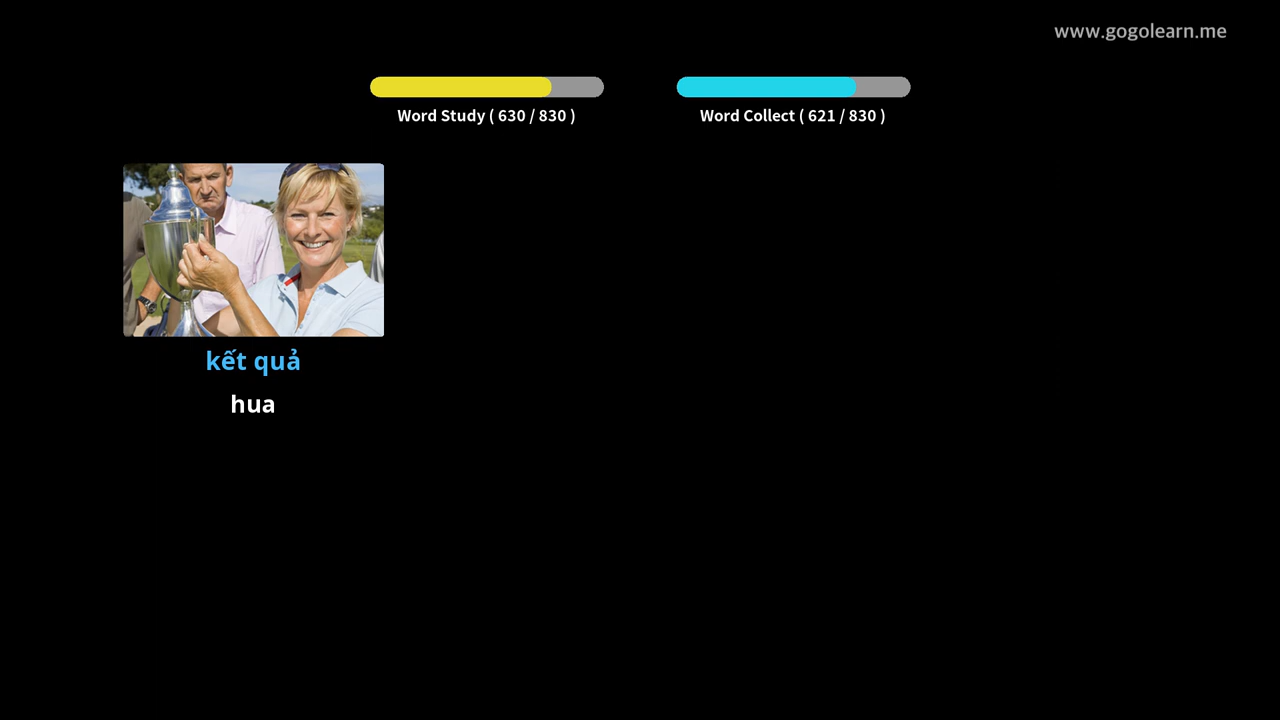 www.gogolearn.me
Word Study ( 630 / 830 )
Word Collect ( 621 / 830 )
kết quả
hua